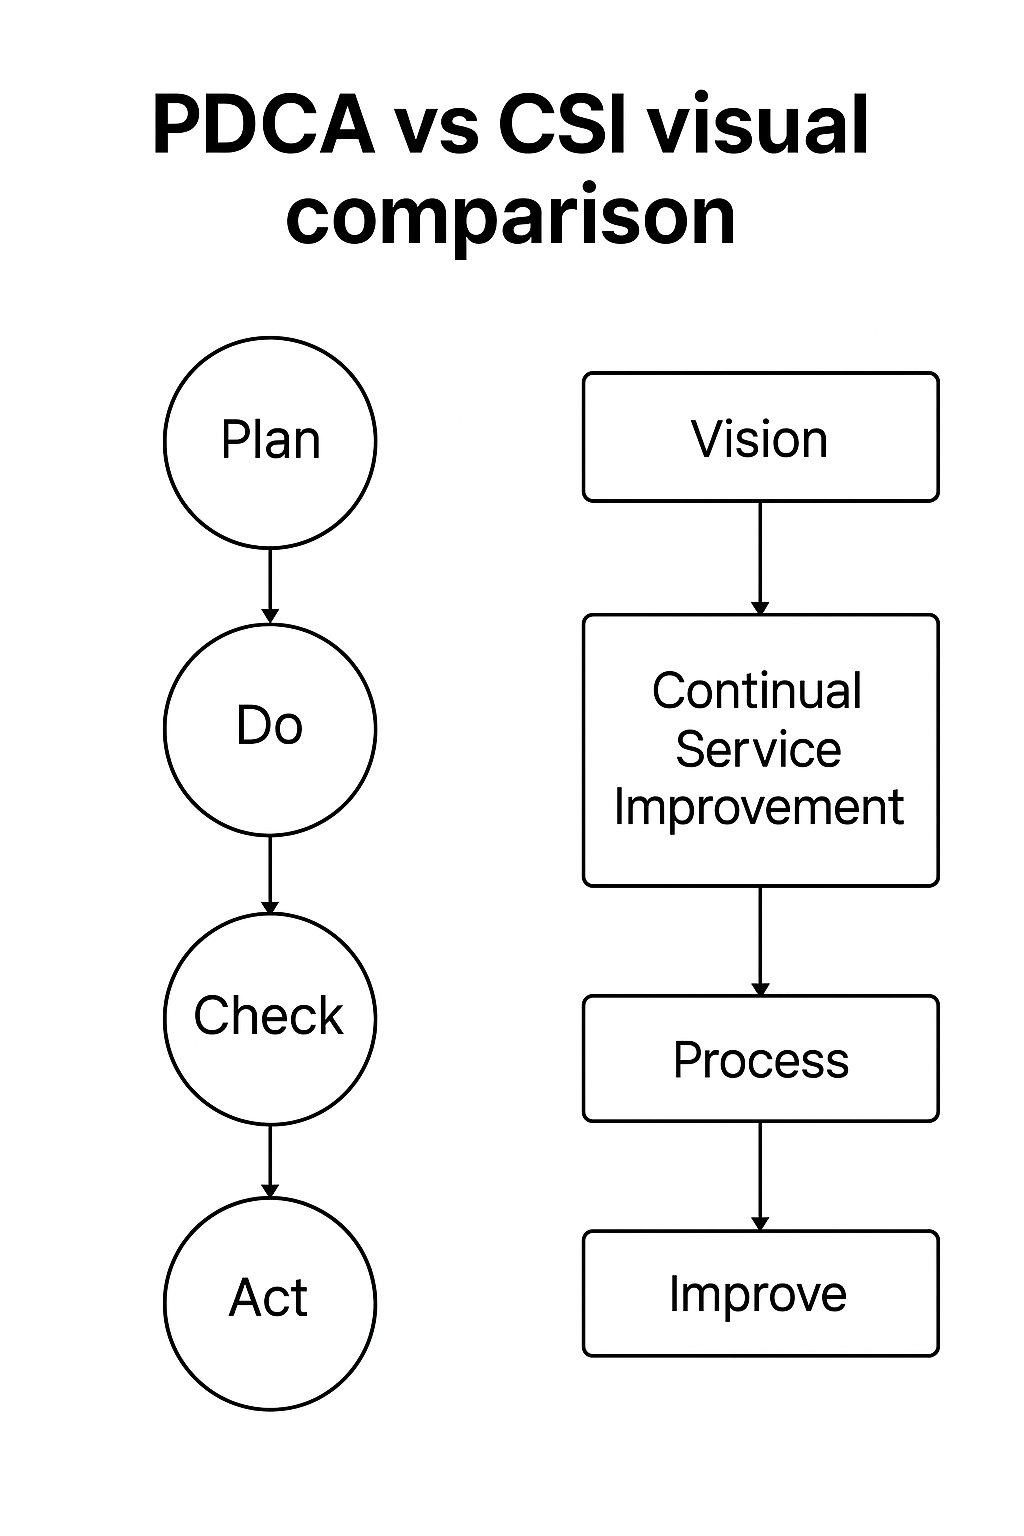 PDCA vs CSI visual
comparison
Plan
Do
Check
Act
Vision
Continual
Service
Improvement
Process
Improve